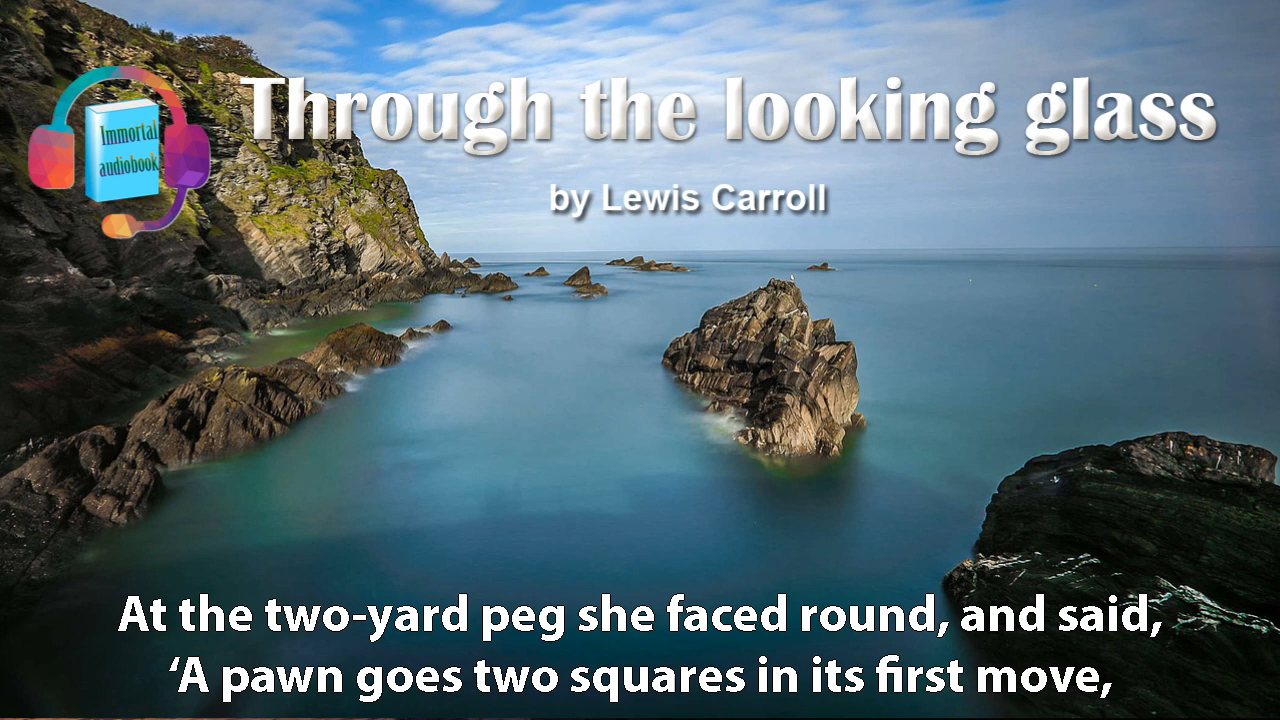 Through the looking glass
Immortal
audiobook
by Lewis Carroll
At the two-yard peg she faced round, and said,
‘A pawn goes two squares in its first move,